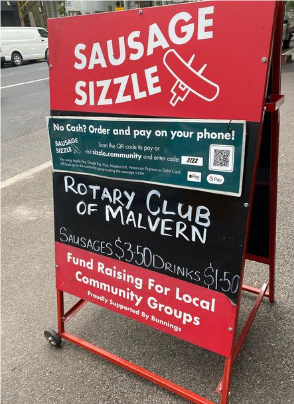 SAUSAGE
SIZZLE
No Cash? Order and pay on your phone!
SAUSAGE
SIZZLE
Scan the QR code to pay or
visit sizzle.community and enter code:
Pay
Pay
ROTARY CLUB
OF MALVERN
SAUSAGES $3.50 DRINKS $1.50
Fund Raising For Local
Community Groups
Proudly Supported By Bunnings